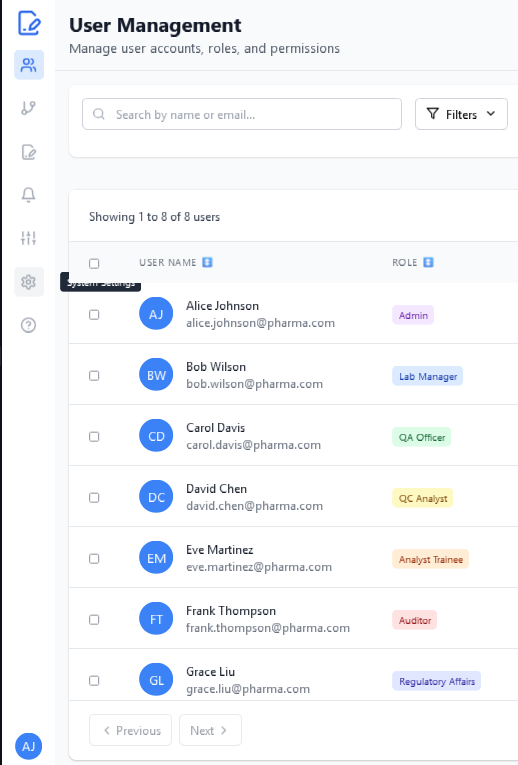 User Management
Manage user accounts, roles, and permissions
Search by name or email...
Filters
Showing 1 to 8 of 8 users
USER NAME
ROLE
System Settings
AJ
Alice Johnson
alice.johnson@pharma.com
Admin
BW
Bob Wilson
bob.wilson@pharma.com
Lab Manager
CD
Carol Davis
carol.davis@pharma.com
QA Officer
DC
David Chen
david.chen@pharma.com
QC Analyst
EM
Eve Martinez
eve.martinez@pharma.com
Analyst Trainee
FT
Frank Thompson
frank.thompson@pharma.com
Auditor
GL
Grace Liu
grace.liu@pharma.com
Regulatory Affairs
Previous
Next
AJ